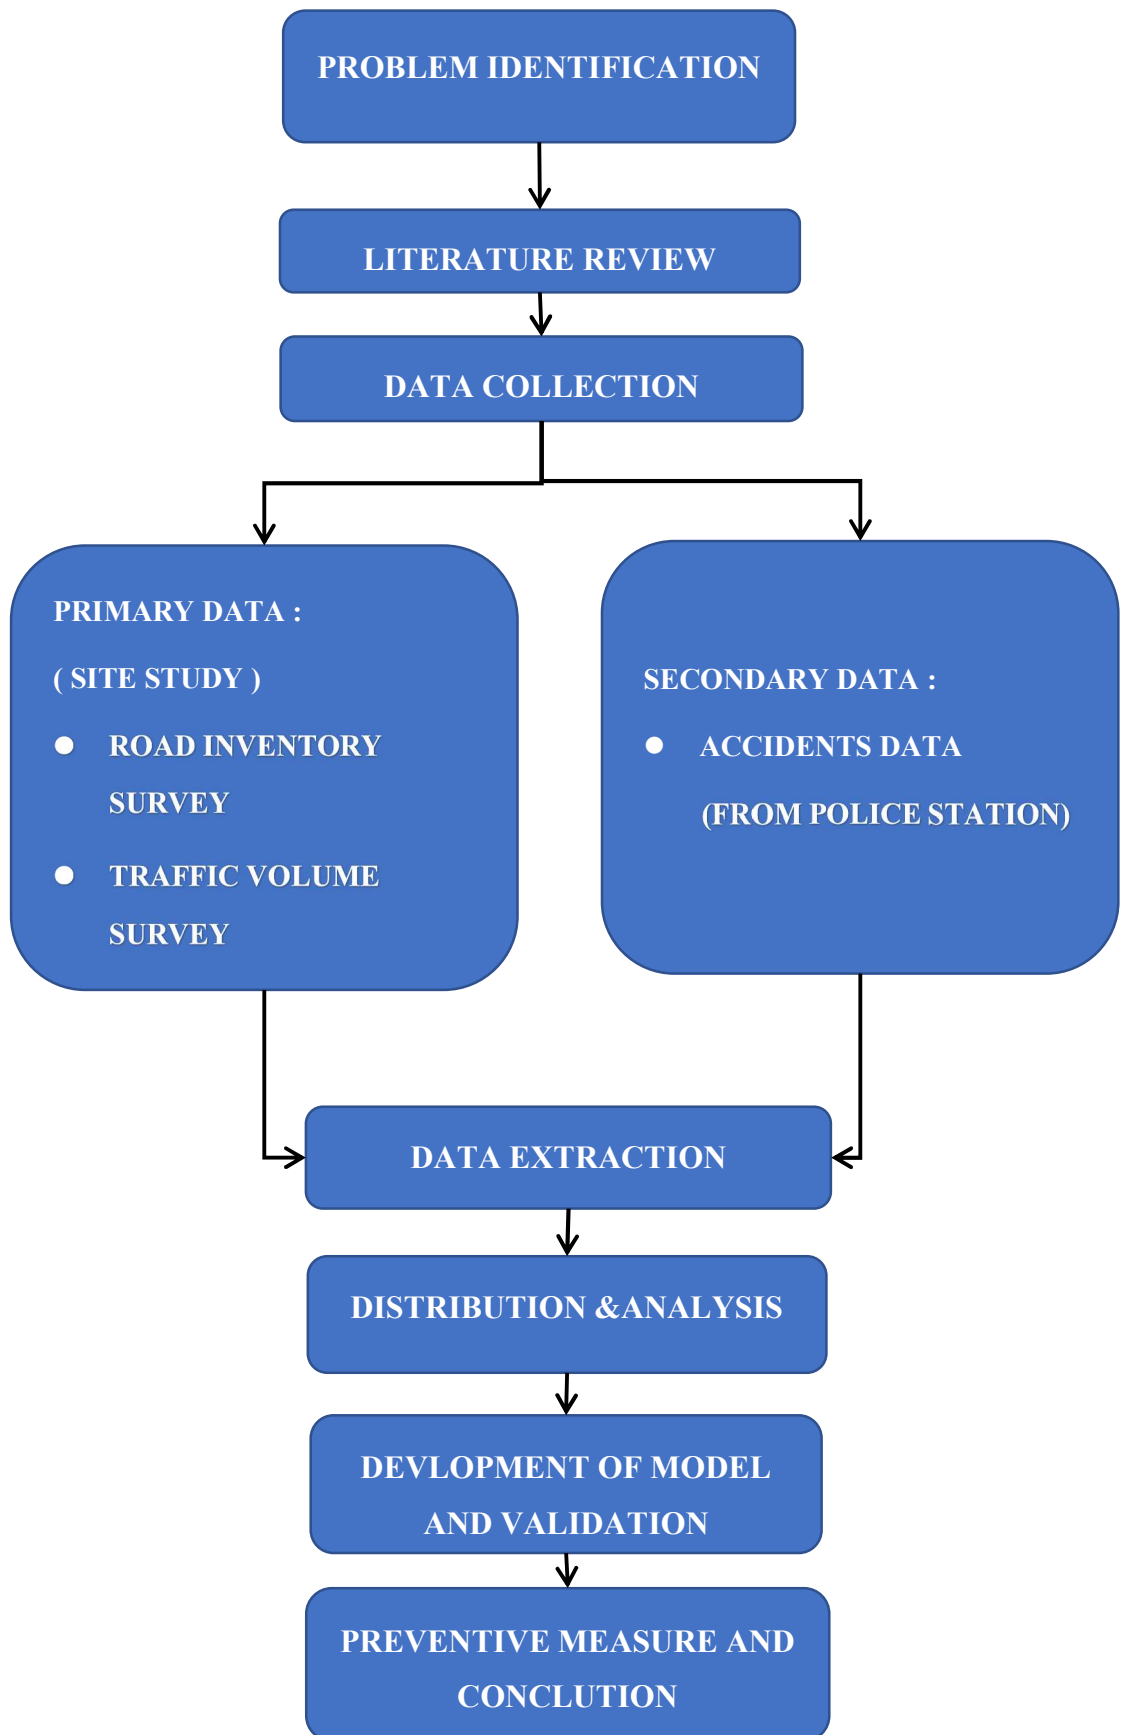 PROBLEM IDENTIFICATION
LITERATURE REVIEW
DATA COLLECTION
PRIMARY DATA :
( SITE STUDY )
● ROAD INVENTORY
SURVEY
● TRAFFIC VOLUME
SURVEY
SECONDARY DATA :
● ACCIDENTS DATA
(FROM POLICE STATION)
DATA EXTRACTION
DISTRIBUTION &ANALYSIS
DEVLOPMENT OF MODEL
AND VALIDATION
PREVENTIVE MEASURE AND
CONCLUTION